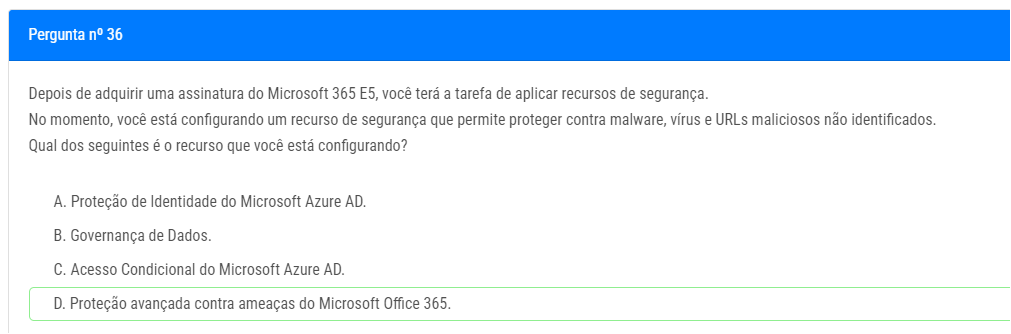 Pergunta nº 36
Depois de adquirir uma assinatura do Microsoft 365 E5, você terá a tarefa de aplicar recursos de segurança.
No momento, você está configurando um recurso de segurança que permite proteger contra malware, vírus e URLs maliciosos não identificados.
Qual dos seguintes é o recurso que você está configurando?
A. Proteção de Identidade do Microsoft Azure AD.
B. Governança de Dados.
C. Acesso Condicional do Microsoft Azure AD.
D. Proteção avançada contra ameaças do Microsoft Office 365.